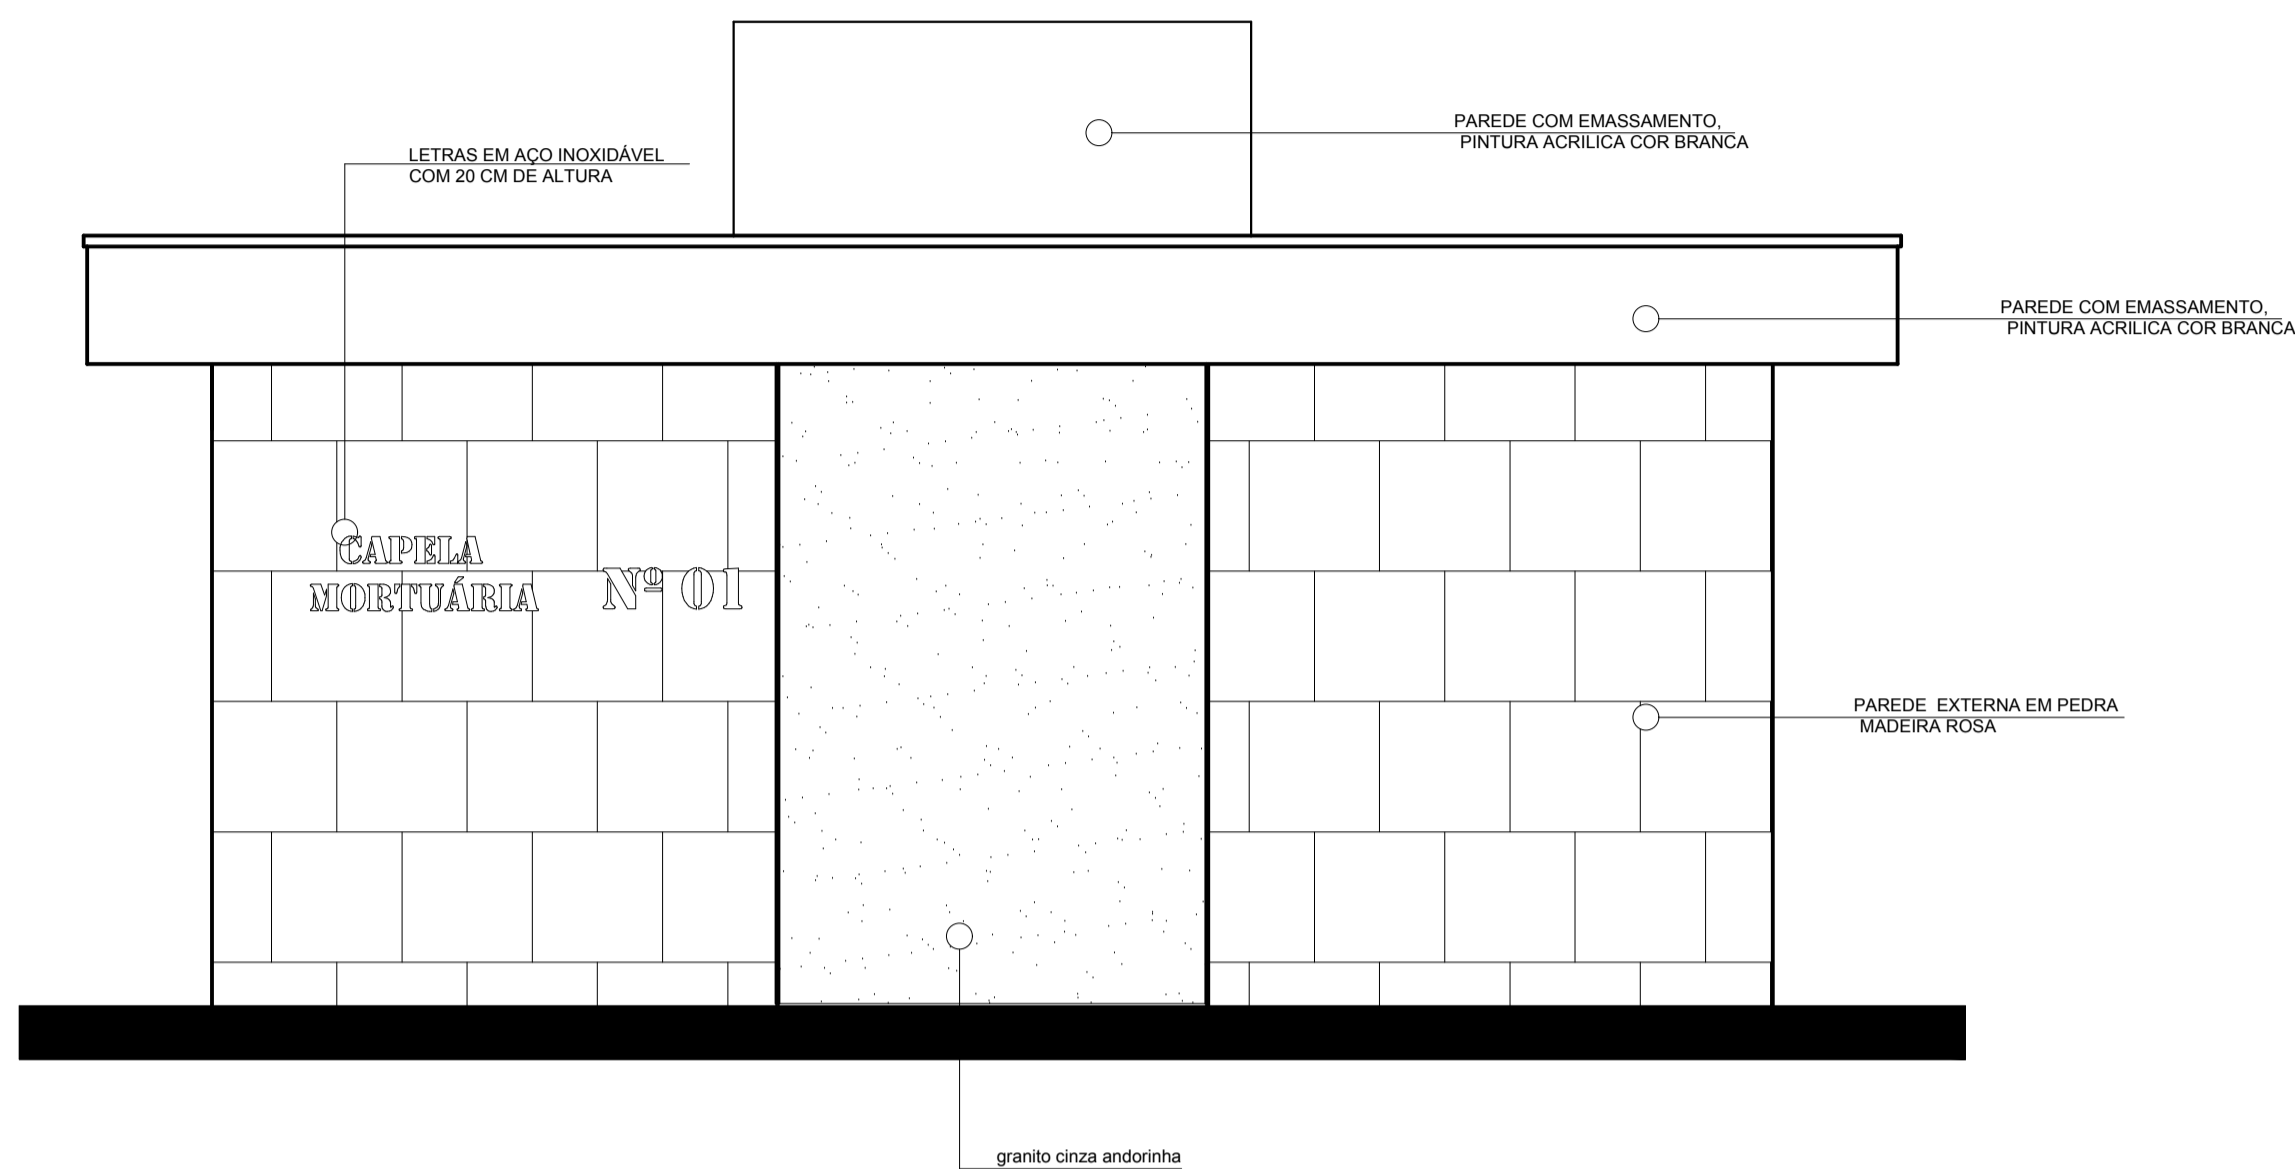 PAREDE COM EMASSAMENTO,
PINTURA ACRILICA COR BRANCA
LETRAS EM AÇO INOXIDÁVEL
COM 20 CM DE ALTURA
PAREDE COM EMASSAMENTO,
PINTURA ACRILICA COR BRANCA
CAPELA
MORTUÁRIA Nº 01
PAREDE EXTERNA EM PEDRA
MADEIRA ROSA
granito cinza andorinha